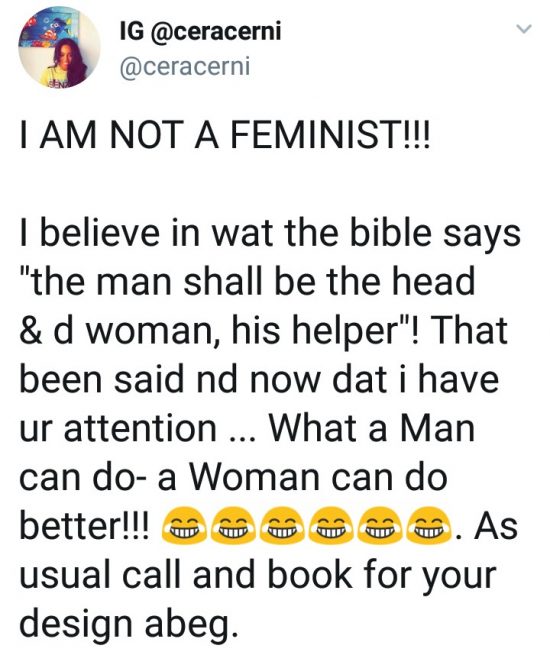 IG @ceracerni
@ceracerni
I AM NOT A FEMINIST!!!
I believe in wat the bible says
"the man shall be the head
& d woman, his helper"! That
been said nd now dat i have
ur attention ... What a Man
can do- a Woman can do
better!!! 😂😂😂😂😂😂. As
usual call and book for your
design abeg.